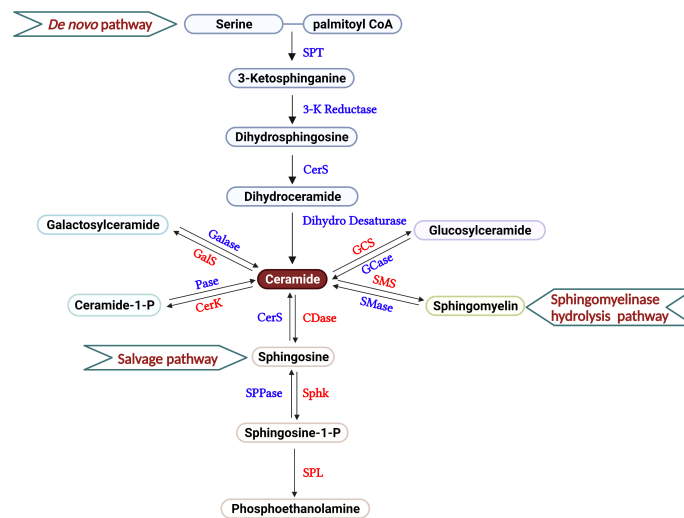 De novo pathway
Serine
palmitoyl CoA
SPT
3-Ketosphinganine
3-K Reductase
Dihydrosphingosine
CerS
Dihydroceramide
Dihydro Desaturase
Galactosylceramide
Glucosylceramide
Galase
GalS
GCS
GCase
Ceramide
Pase
CerK
SMS
SMase
Ceramide-1-P
Sphingomyelin
Sphingomyelinase
hydrolysis pathway
CerS
CDase
Salvage pathway
Sphingosine
SPPase
Sphk
Sphingosine-1-P
SPL
Phosphoethanolamine